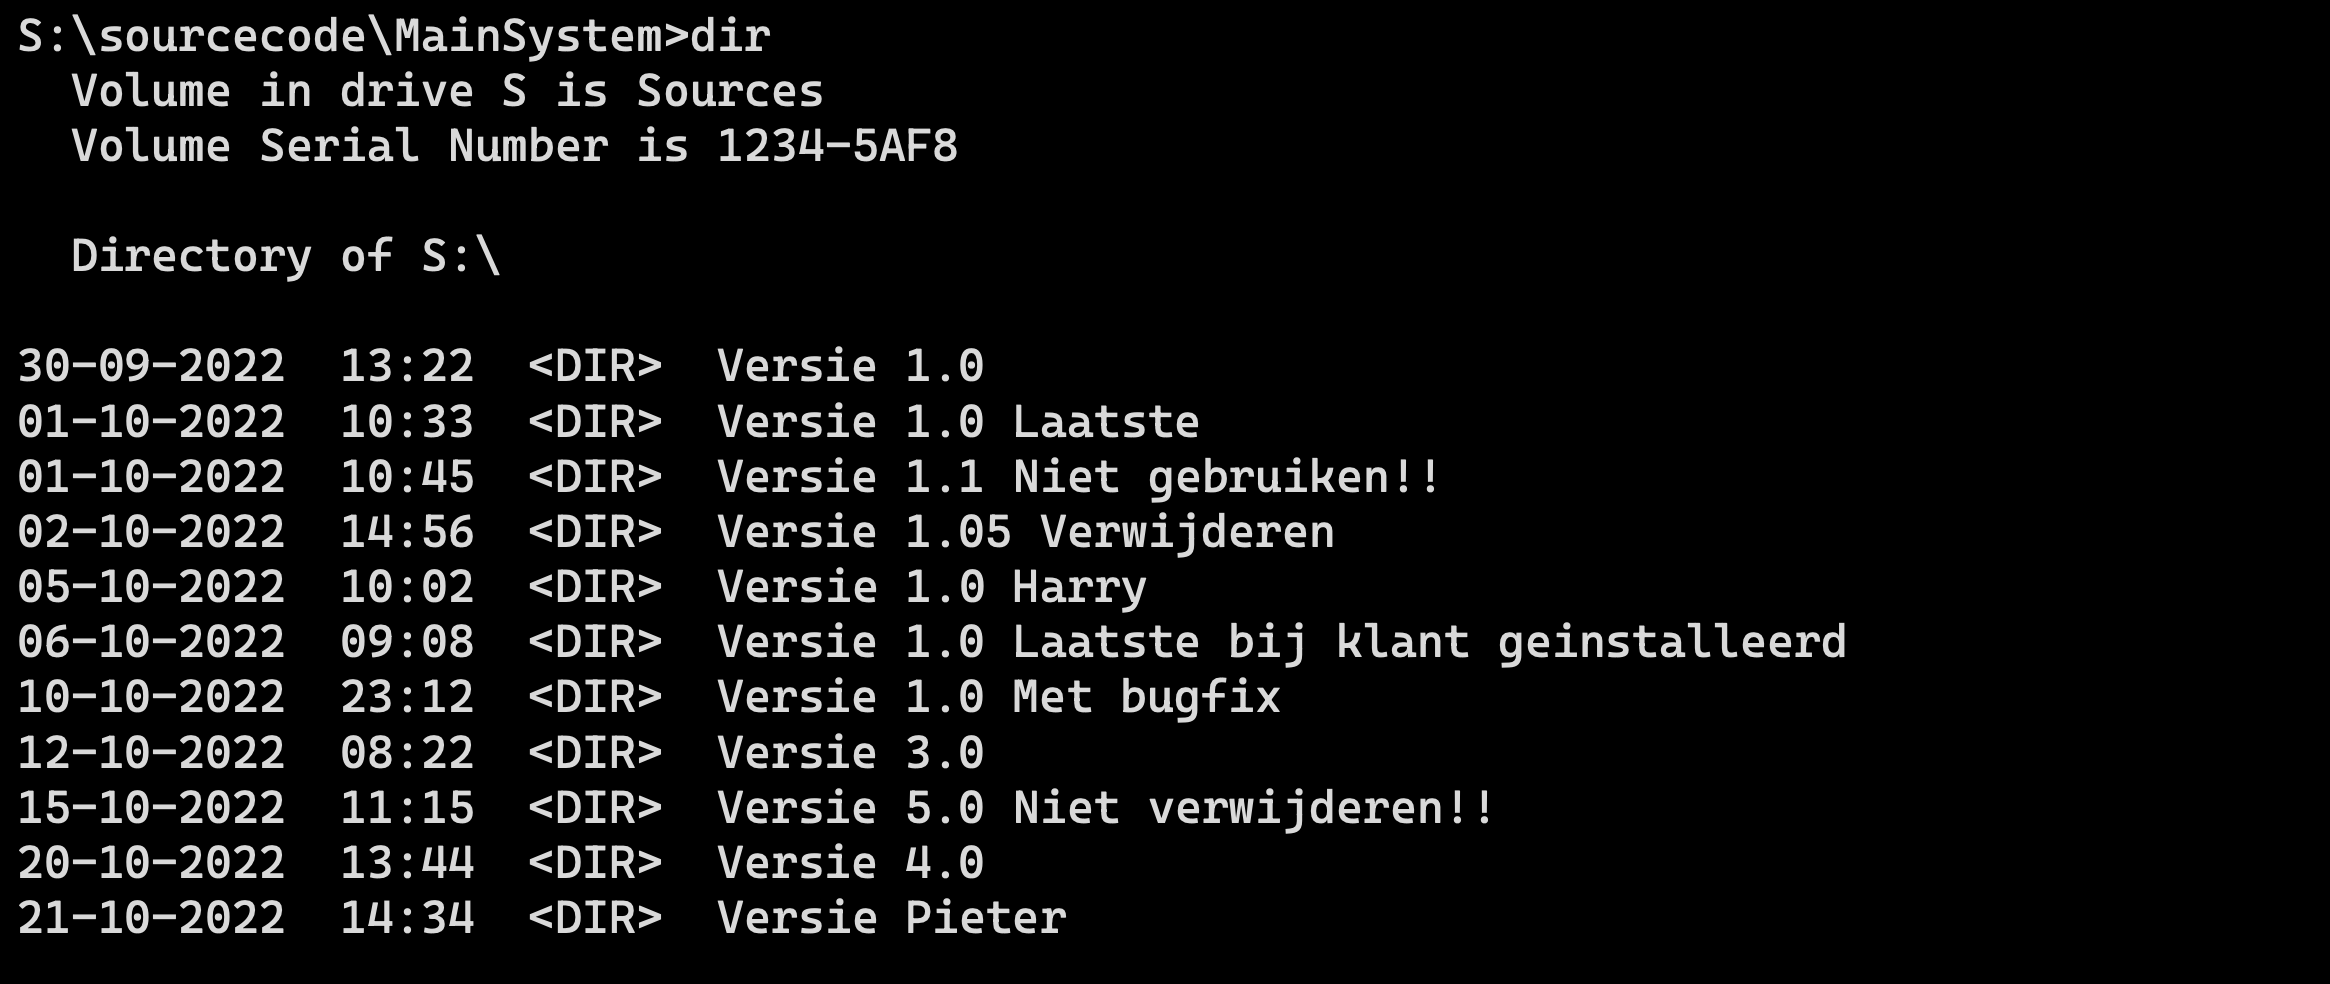 S:\sourcecode\MainSystem>dir
Volume in drive S is Sources
Volume Serial Number is 1234-5AF8
Directory of S:\
30-09-2022 13:22 <DIR> Versie 1.0
01-10-2022 10:33 <DIR> Versie 1.0 Laatste
01-10-2022 10:45 <DIR> Versie 1.1 Niet gebruiken!!
02-10-2022 14:56 <DIR> Versie 1.05 Verwijderen
05-10-2022 10:02 <DIR> Versie 1.0 Harry
06-10-2022 09:08 <DIR> Versie 1.0 Laatste bij klant geinstalleerd
10-10-2022 23:12 <DIR> Versie 1.0 Met bugfix
12-10-2022 08:22 <DIR> Versie 3.0
15-10-2022 11:15 <DIR> Versie 5.0 Niet verwijderen!!
20-10-2022 13:44 <DIR> Versie 4.0
21-10-2022 14:34 <DIR> Versie Pieter